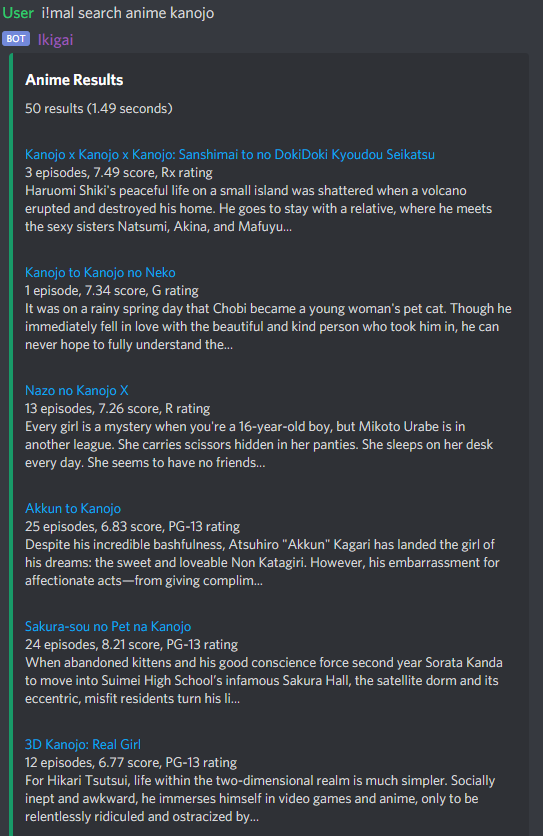 User i!mal search anime kanojo
BOT Ikigai
Anime Results
50 results (1.49 seconds)
Kanojo x Kanojo x Kanojo: Sanshimai to no DokiDoki Kyoudou Seikatsu
3 episodes, 7.49 score, Rx rating
Haruomi Shiki's peaceful life on a small island was shattered when a volcano
erupted and destroyed his home. He goes to stay with a relative, where he meets
the sexy sisters Natsumi, Akina, and Mafuyu...
Kanojo to Kanojo no Neko
1 episode, 7.34 score, G rating
It was on a rainy spring day that Chobi became a young woman's pet cat. Though he
immediately fell in love with the beautiful and kind person who took him in, he can
never hope to fully understand the...
Nazo no Kanojo X
13 episodes, 7.26 score, R rating
Every girl is a mystery when you're a 16-year-old boy, but Mikoto Urabe is in
another league. She carries scissors hidden in her panties. She sleeps on her desk
every day. She seems to have no friends...
Akkun to Kanojo
25 episodes, 6.83 score, PG-13 rating
Despite his incredible bashfulness, Atsuhiro "Akkun" Kagari has landed the girl of
his dreams: the sweet and loveable Non Katagiri. However, his embarrassment for
affectionate acts—from giving complim...
Sakura-sou no Pet na Kanojo
24 episodes, 8.21 score, PG-13 rating
When abandoned kittens and his good conscience force second year Sorata Kanda
to move into Suimei High School's infamous Sakura Hall, the satellite dorm and its
eccentric, misfit residents turn his li...
3D Kanojo: Real Girl
12 episodes, 6.77 score, PG-13 rating
For Hikari Tsutsui, life within the two-dimensional realm is much simpler. Socially
inept and awkward, he immerses himself in video games and anime, only to be
relentlessly ridiculed and ostracized by...